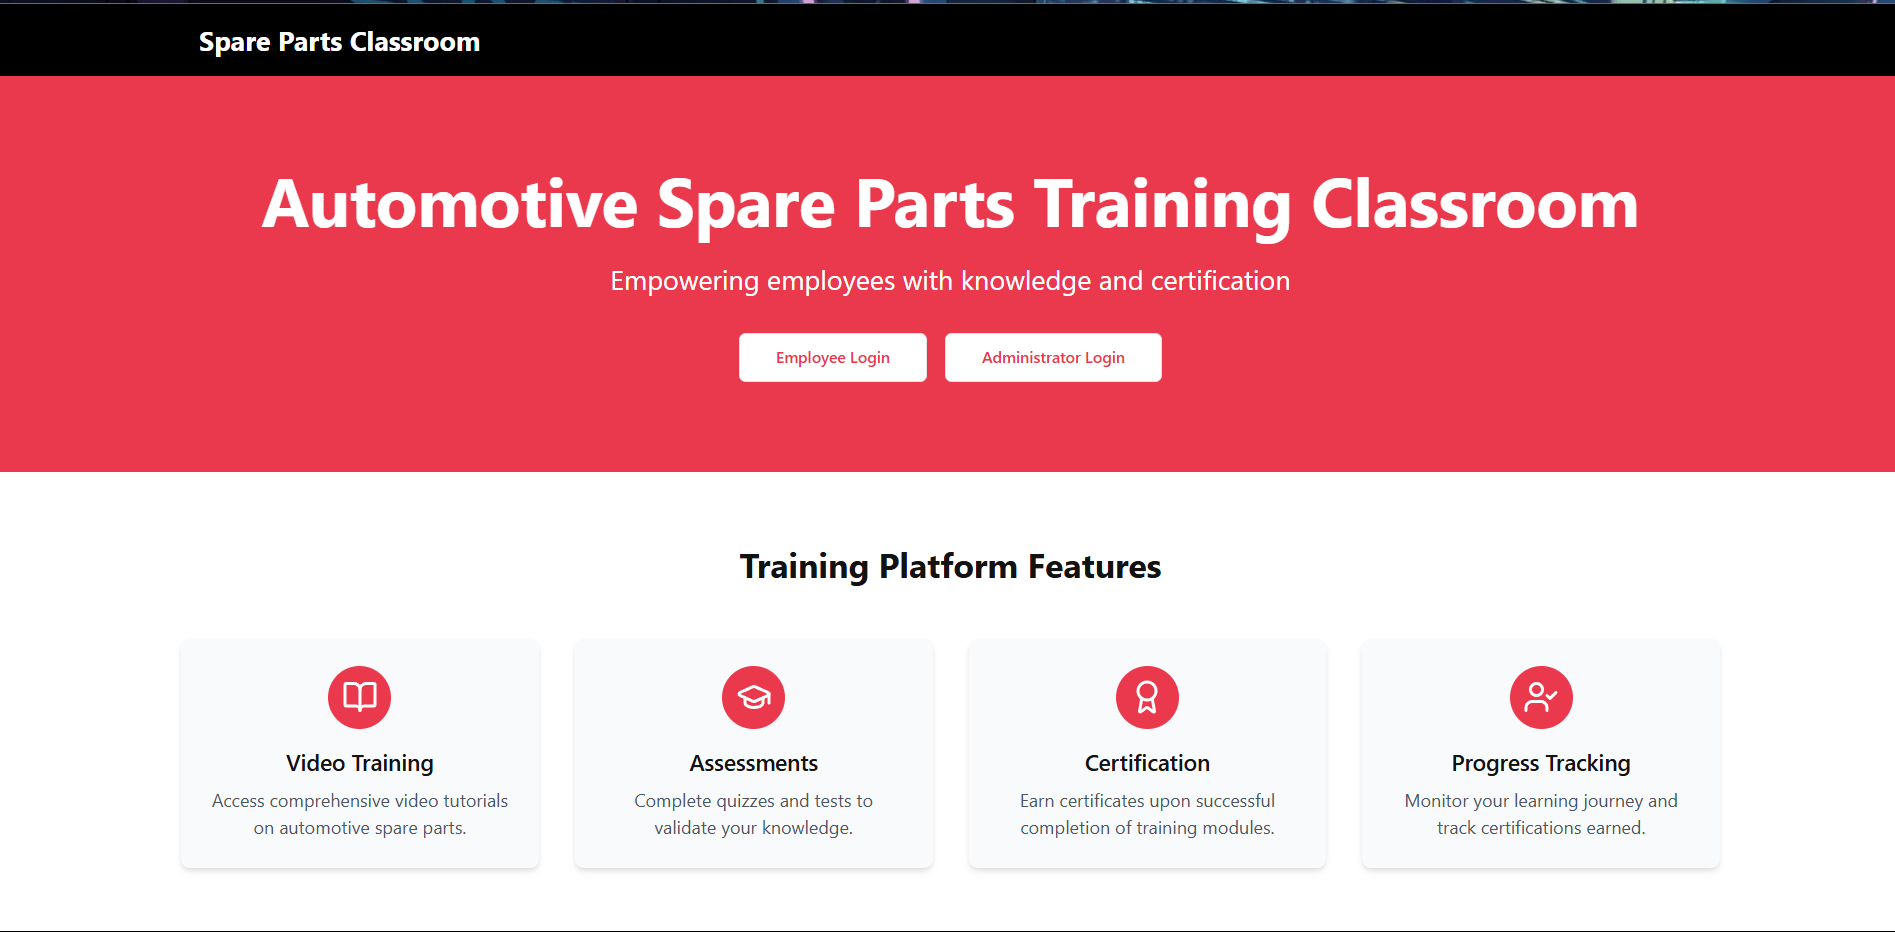 Spare Parts Classroom
Automotive Spare Parts Training Classroom
Empowering employees with knowledge and certification
Employee Login
Administrator Login
Training Platform Features
Video Training
Access comprehensive video tutorials
on automotive spare parts.
Assessments
Complete quizzes and tests to
validate your knowledge.
Certification
Earn certificates upon successful
completion of training modules.
Progress Tracking
Monitor your learning journey and
track certifications earned.